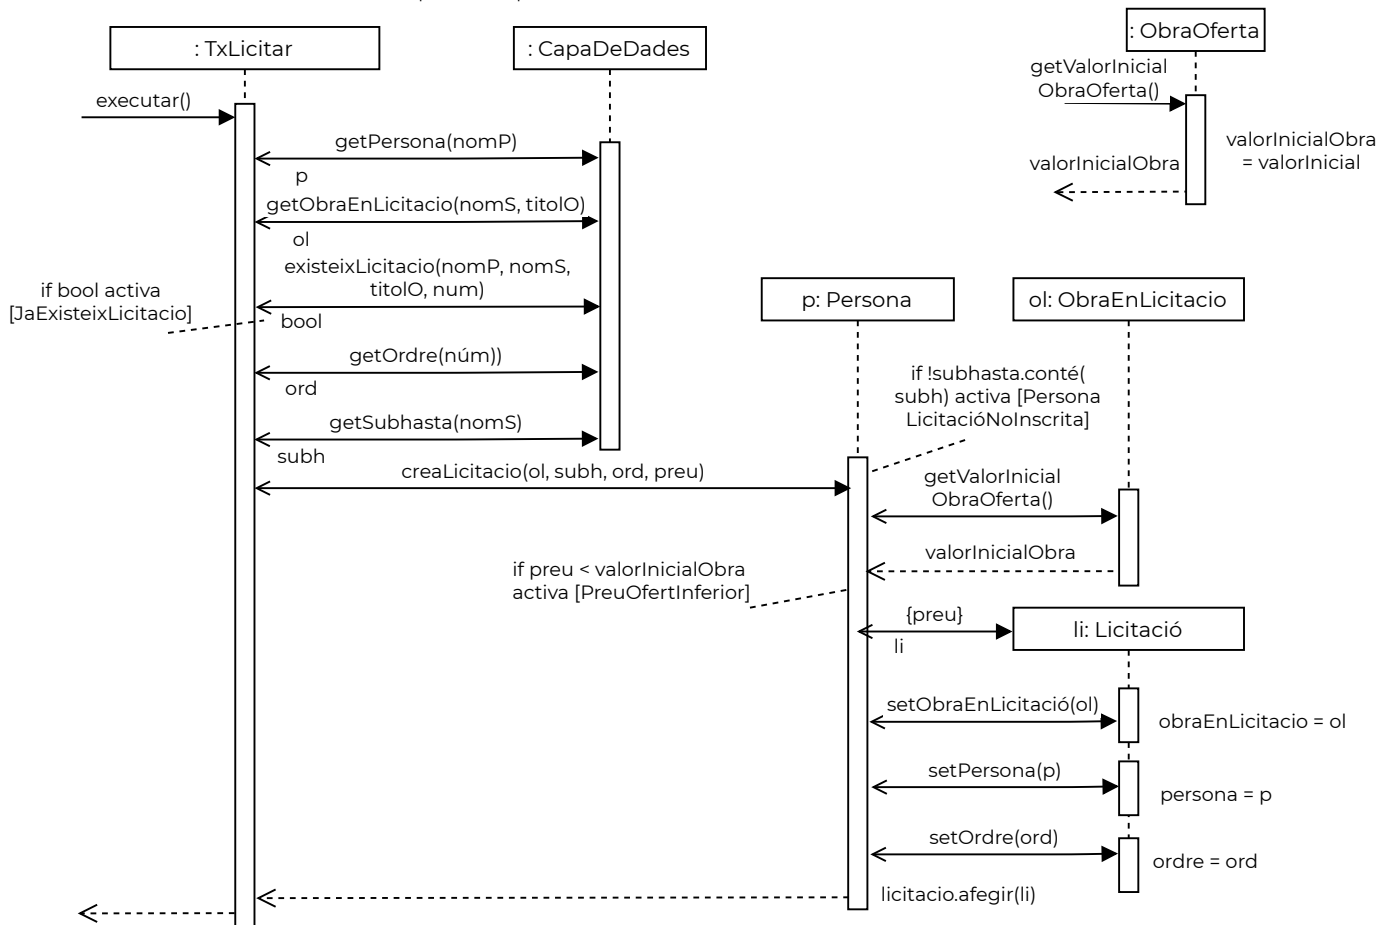 : TxLicitar
: CapaDeDades
: ObraOferta
getValorInicial
ObraOferta()
valorInicialObra
= valorInicial
valorInicialObra
executar()
getPersona(nomP)
p
getObraEnLicitacio(nomS, titolO)
ol
existeixLicitacio(nomP, nomS,
titolO, num)
bool
if bool activa
[JaExisteixLicitacio]
getOrdre(núm))
ord
getSubhasta(nomS)
subh
p: Persona
ol: ObraEnLicitacio
if !subhasta.conté(
subh) activa [Persona
LicitacióNoInscrita]
creaLicitacio(ol, subh, ord, preu)
getValorInicial
ObraOferta()
valorInicialObra
if preu < valorInicialObra
activa [PreuOfertInferior]
{preu}
li
li: Licitació
setObraEnLicitació(ol)
obraEnLicitacio = ol
setPersona(p)
persona = p
setOrdre(ord)
ordre = ord
licitacio.afegir(li)